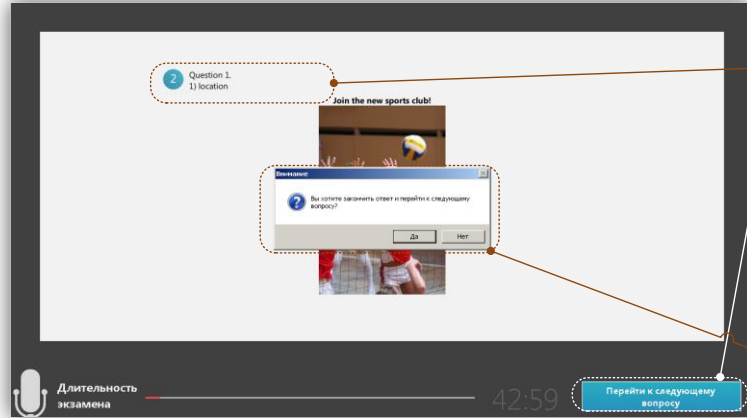 2
Question 1.
1) location
Join the new sports club!
Внимание
Вы хотите закончить ответ и перейти к следующему
вопросу?
Да
Нет
Длительность
экзамена
42:59
Перейти к следующему
вопросу